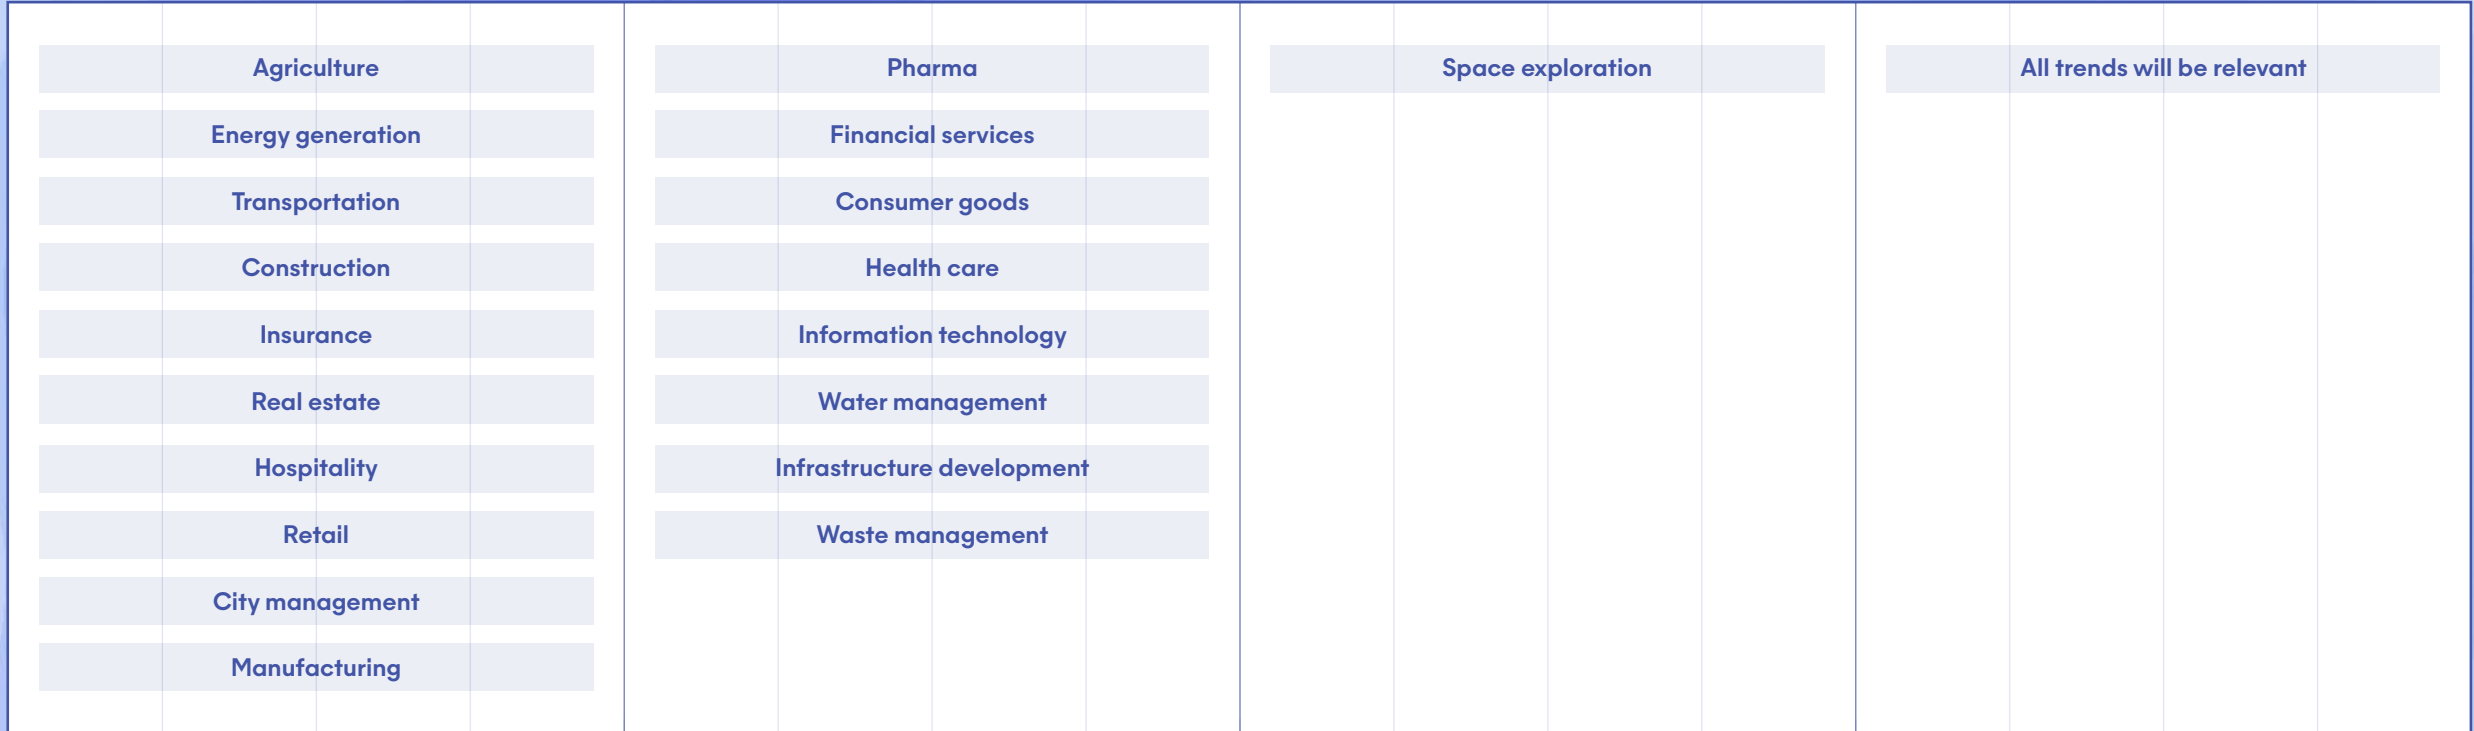 Agriculture
Energy generation
Transportation
Construction
Insurance
Real estate
Hospitality
Retail
City management
Manufacturing
Pharma
Financial services
Consumer goods
Health care
Information technology
Water management
Infrastructure development
Waste management
Space exploration
All trends will be relevant